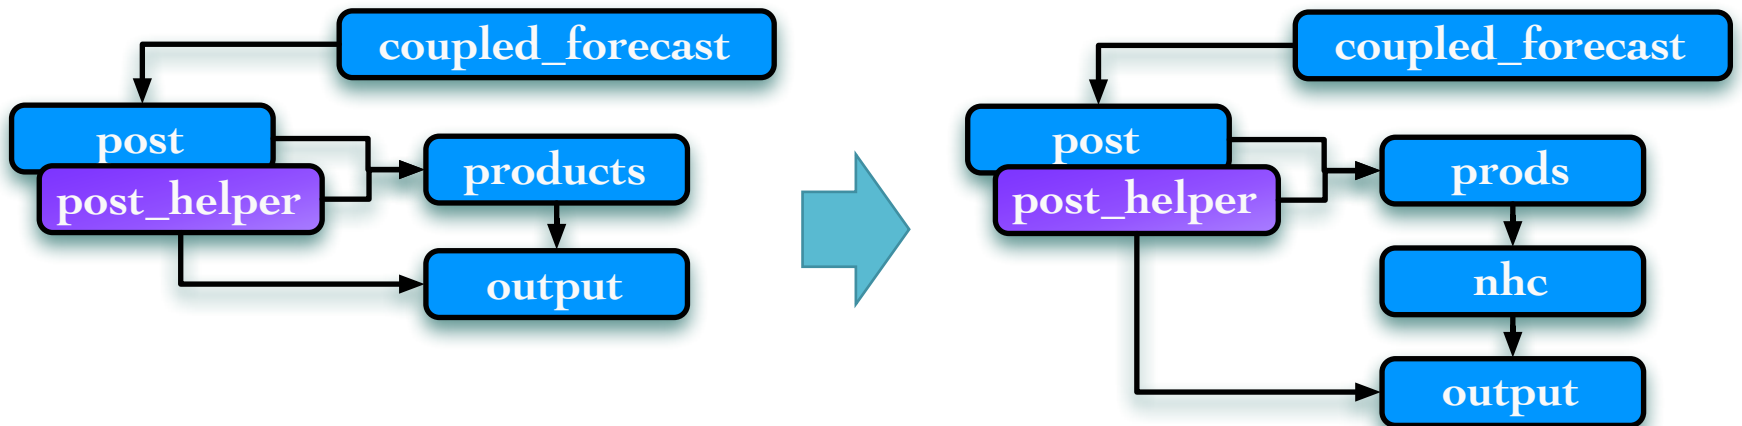 coupled_forecast
post
post_helper
products
output
coupled_forecast
post
post_helper
prods
nhc
output